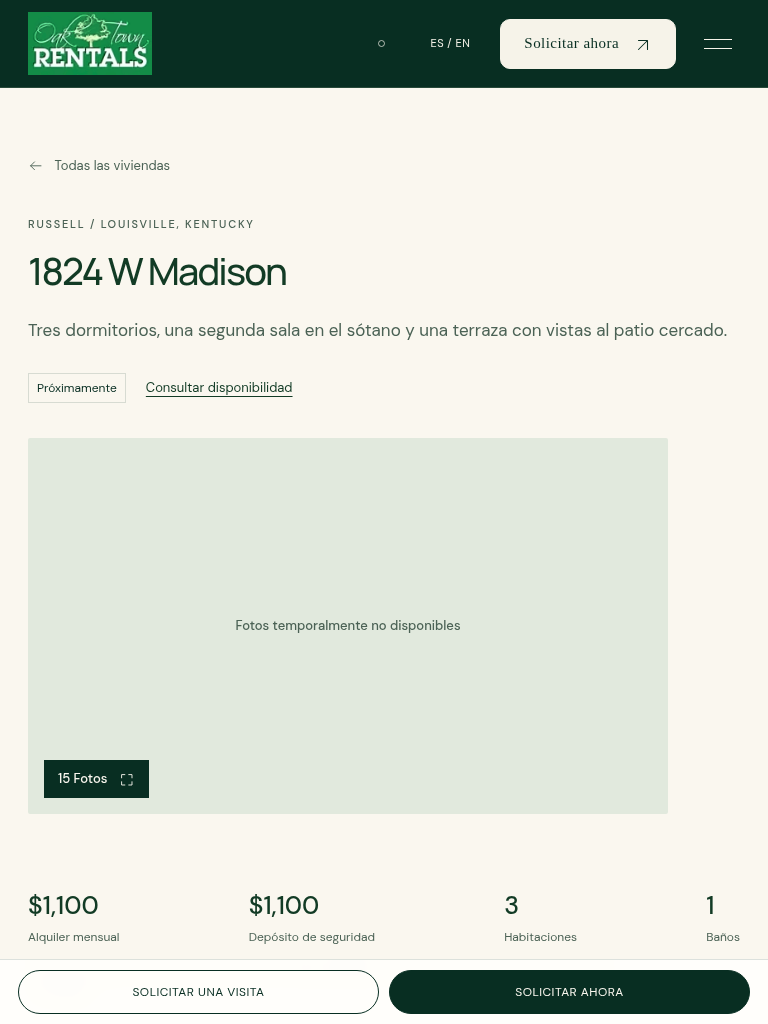 Oak Town
RENTALS
ES / EN
Solicitar ahora
Todas las viviendas
RUSSELL / LOUISVILLE, KENTUCKY
1824 W Madison
Tres dormitorios, una segunda sala en el sótano y una terraza con vistas al patio cercado.
Próximamente
Consultar disponibilidad
Fotos temporalmente no disponibles
15 Fotos
$1,100 $1,100 3 1
Alquiler mensual Depósito de seguridad Habitaciones Baños
SOLICITAR UNA VISITA SOLICITAR AHORA